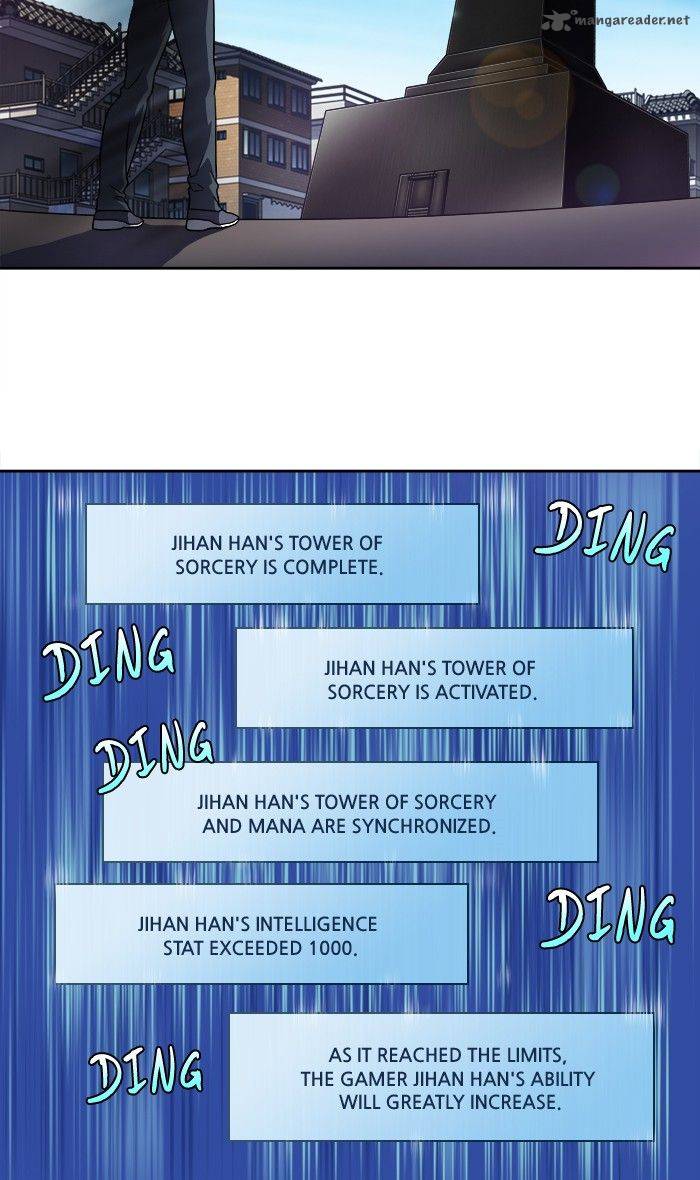 mangareader.net
JIHAN HAN'S TOWER OF
SORCERY IS COMPLETE.
DING
JIHAN HAN'S TOWER OF
SORCERY IS ACTIVATED.
DING
DING
JIHAN HAN'S TOWER OF SORCERY
AND MANA ARE SYNCHRONIZED.
JIHAN HAN'S INTELLIGENCE
STAT EXCEEDED 1000.
DING
AS IT REACHED THE LIMITS,
THE GAMER JIHAN HAN'S ABILITY
WILL GREATLY INCREASE.
DING